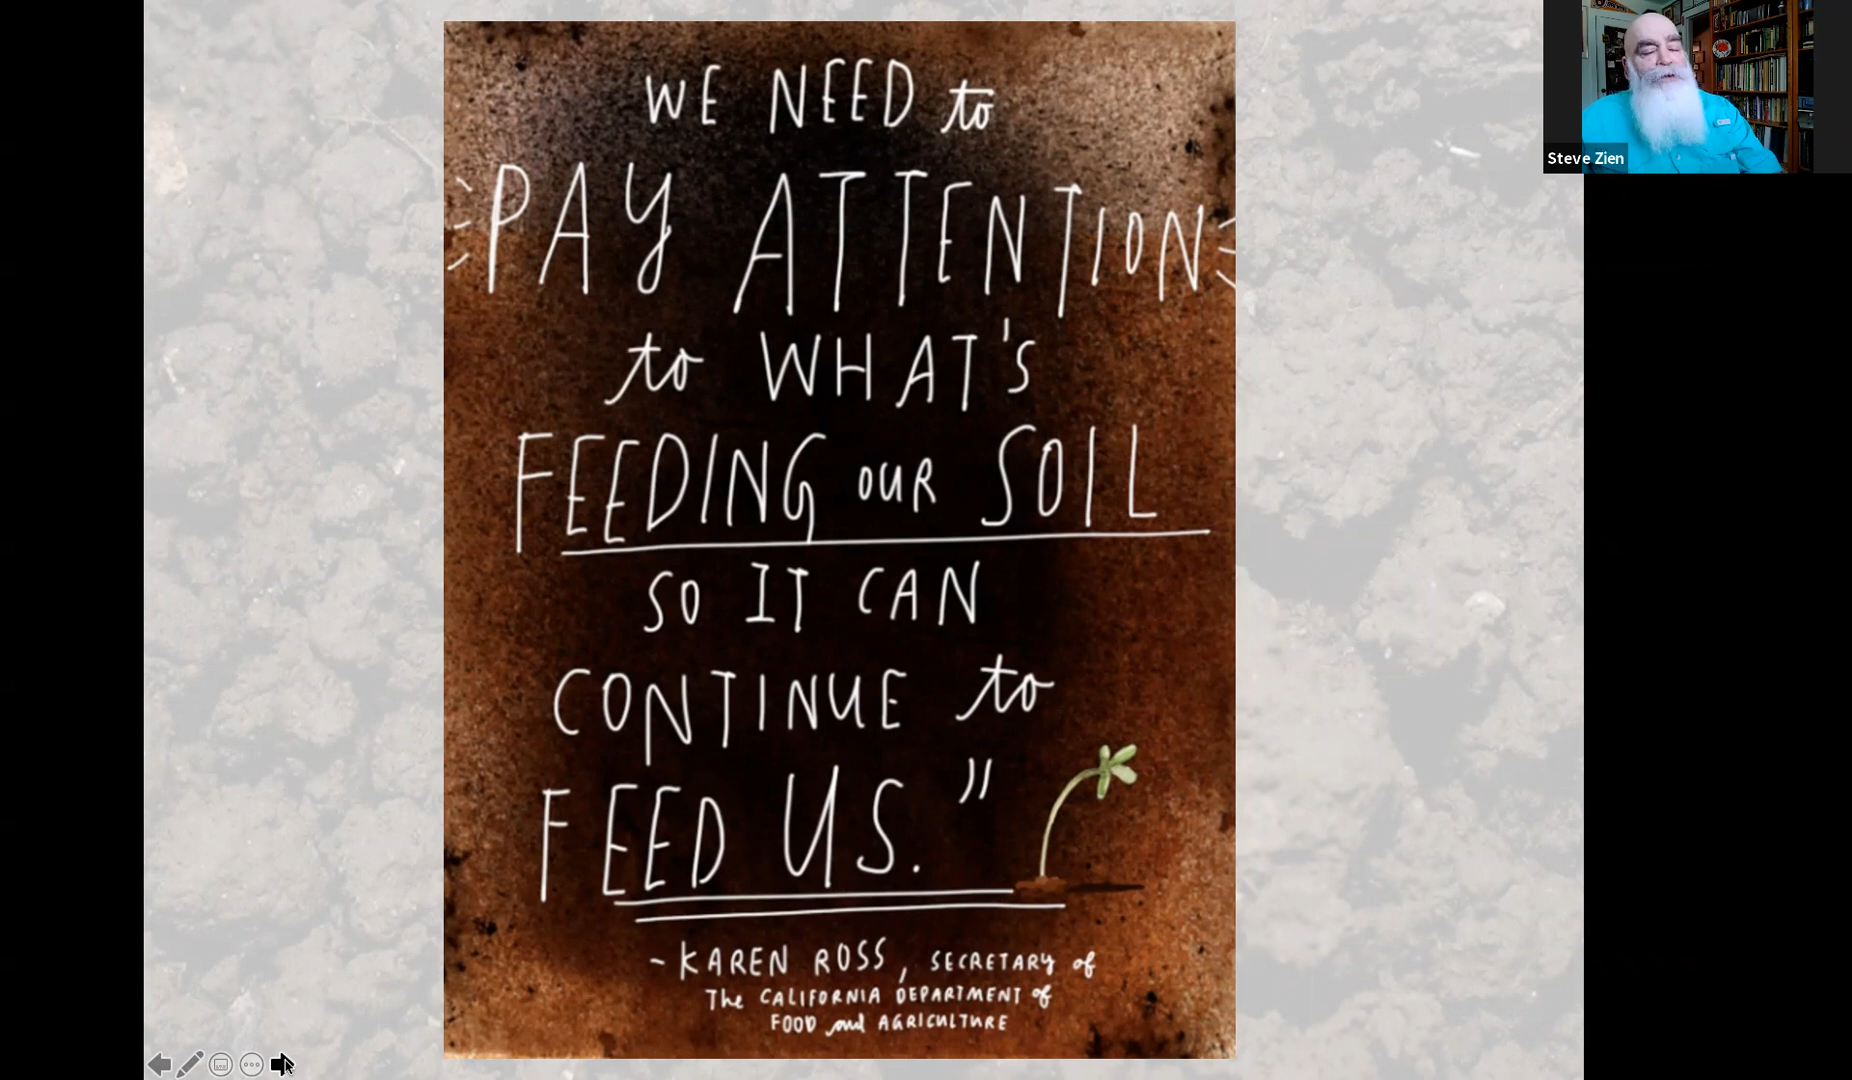 WE NEED to
PAY ATTENTION
to WHAT'S
FEEDING OUR SOIL
SO IT CAN
CONTINUE to
FEED US."
- KAREN ROSS, SECRETARY of
The CALIFORNIA DEPARTMENT of
FOOD and AGRICULTURE
Steve Zien